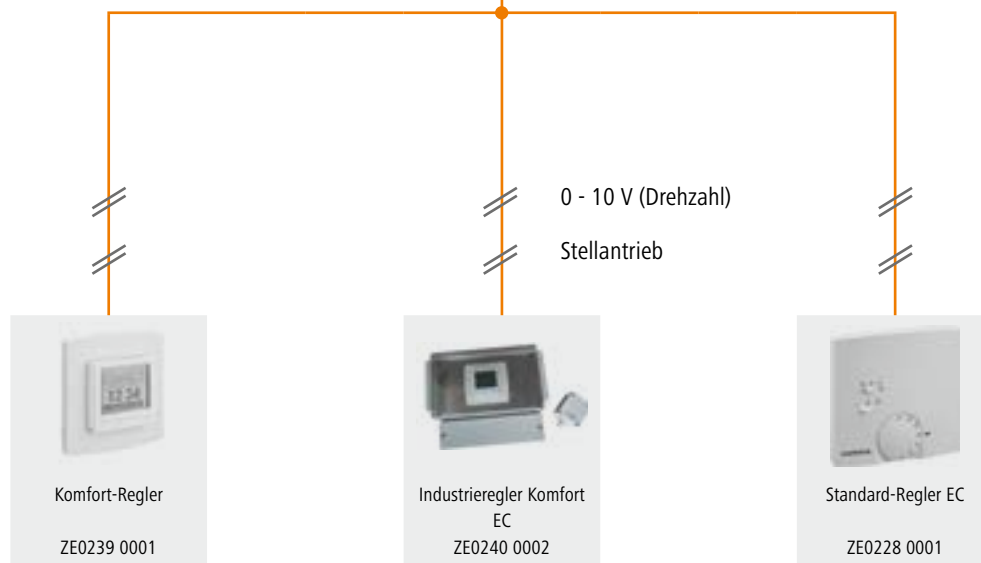 0 - 10 V (Drehzahl)
Stellantrieb
Komfort-Regler
ZE0239 0001
Industrieregler Komfort
EC
ZE0240 0002
Standard-Regler EC
ZE0228 0001